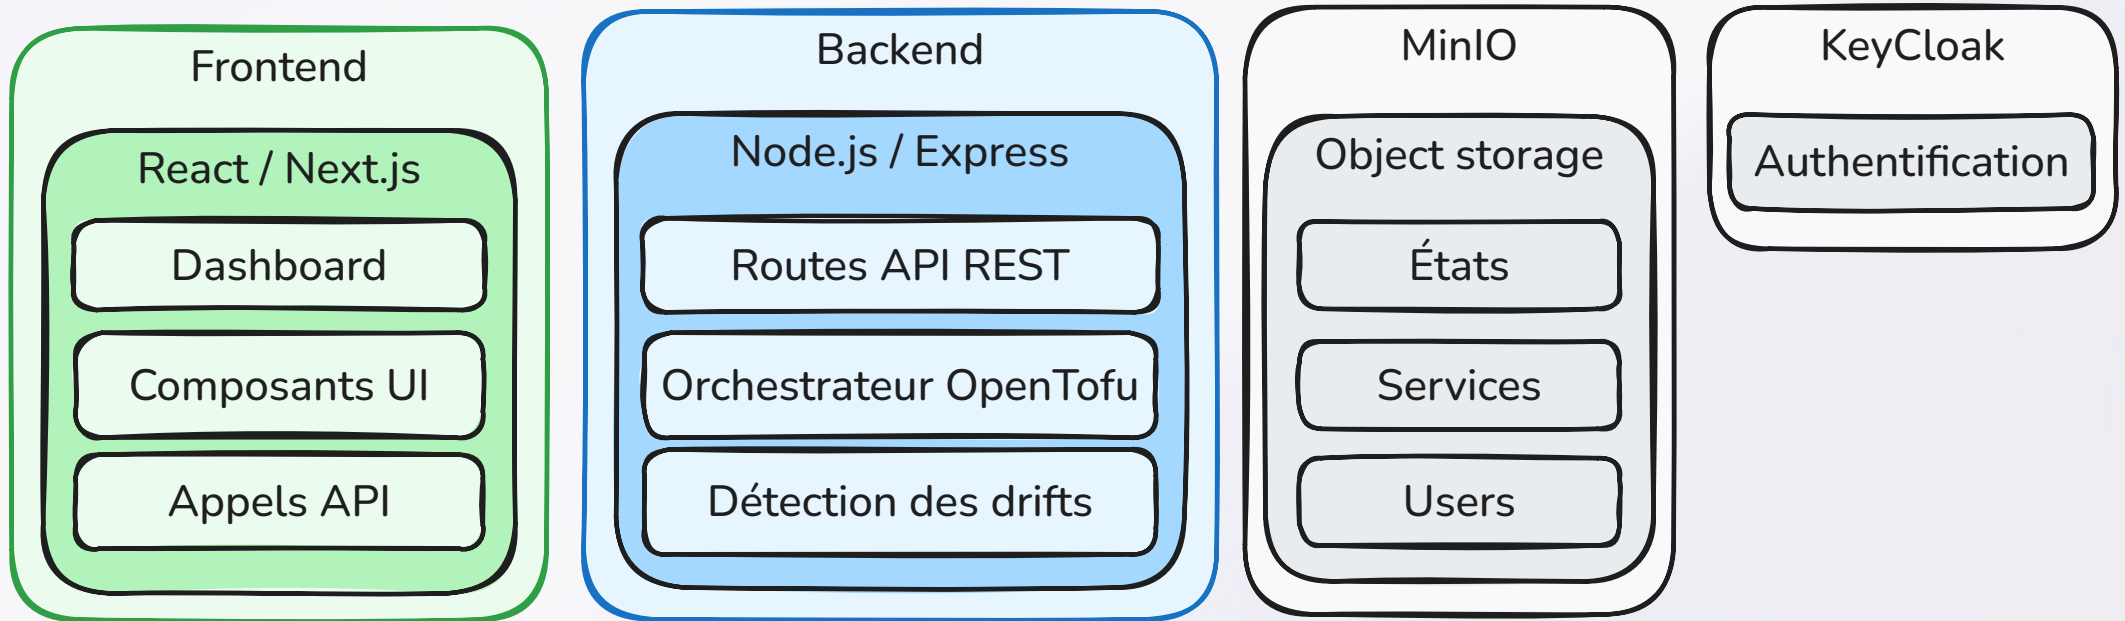 Frontend
React / Next.js
Dashboard
Composants UI
Appels API
Backend
Node.js / Express
Routes API REST
Orchestrateur OpenTofu
Détection des drifts
MinIO
Object storage
États
Services
Users
KeyCloak
Authentification